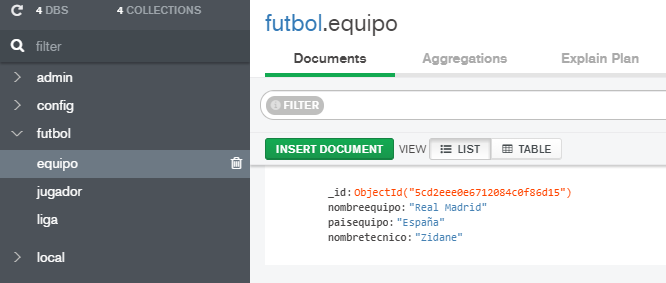 4 DBS
4 COLLECTIONS
filter
admin
config
futbol
equipo
jugador
liga
local
futbol.equipo
Documents
Aggregations
Explain Plan
FILTER
INSERT DOCUMENT
VIEW
LIST
TABLE
_id: ObjectId("5cd2eee0e6712084c0f86d15")
nombreequipo: "Real Madrid"
paisequipo: "España"
nombretecnico: "Zidane"